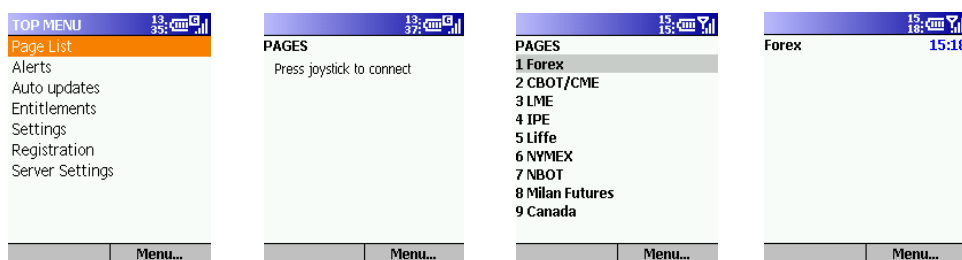 TOP MENU 13:35
Page List
Alerts
Auto updates
Entitlements
Settings
Registration
Server Settings
Menu...
13:37
PAGES
Press joystick to connect
Menu...
15:15
PAGES
1 Forex
2 CBOT/CME
3 LME
4 IPE
5 Liffe
6 NYMEX
7 NBOT
8 Milan Futures
9 Canada
Menu...
15:18
Forex 15:18
Menu...